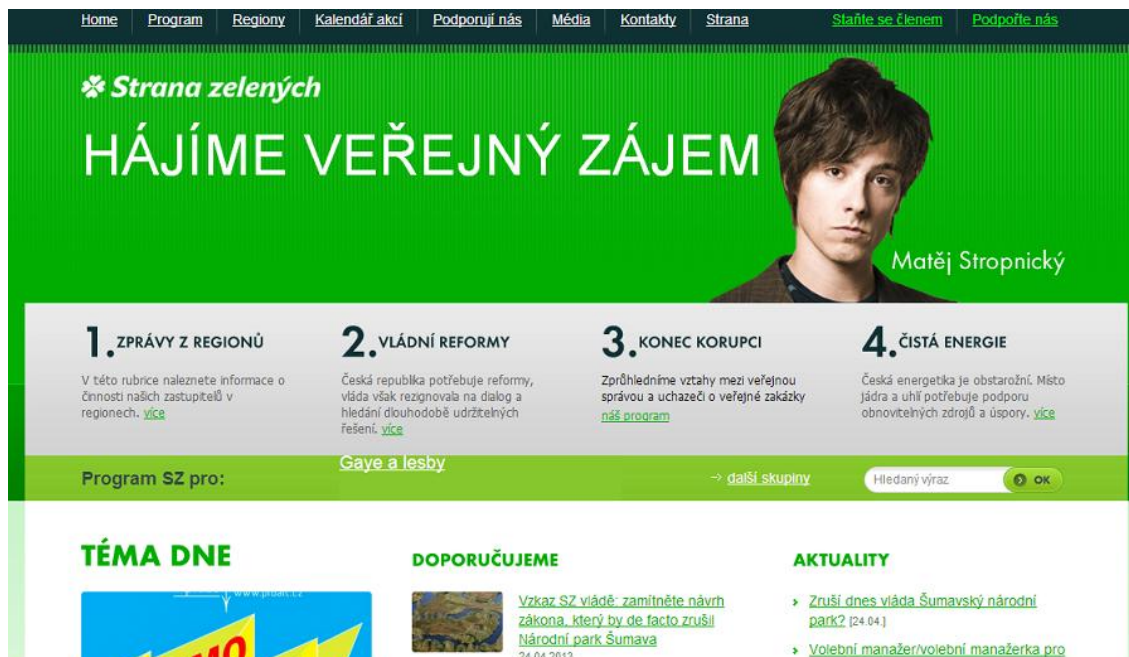 Home Program Regiony Kalendář akcí Podporují nás Média Kontakty Strana Staňte se členem Podpořte nás
Strana zelených
HÁJÍME VEŘEJNÝ ZÁJEM
Matěj Stropnický
1. ZPRÁVY Z REGIONŮ
V této rubrice naleznete informace o
činnosti našich zastupitelů v
regionech. více
2. VLÁDNÍ REFORMY
Česká republika potřebuje reformy,
vláda však rezignovala na dialog a
hledání dlouhodobě udržitelných
řešení. více
3. KONEC KORUPCI
Zprůhledníme vztahy mezi veřejnou
správou a uchazeči o veřejné zakázky
náš program
4. ČISTÁ ENERGIE
Česká energetika je obstarožní. Místo
jádra a uhlí potřebuje podporu
obnovitelných zdrojů a úspory. více
Program SZ pro:
Gaye a lesby
další skupiny
Hledaný výraz
OK
TÉMA DNE
www.proalt.cz
DOPORUČUJEME
Vzkaz SZ vládě: zamítněte návrh
zákona, který by de facto zrušil
Národní park Šumava
24.04.2013
AKTUALITY
Zruší dnes vláda Šumavský národní
park? [24.04.]
Volební manažer/volební manažerka pro